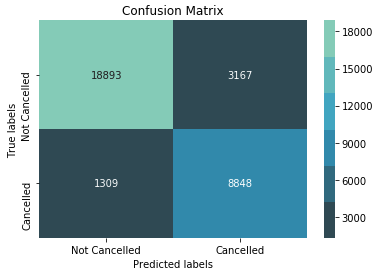 Confusion Matrix
True labels
Not Cancelled
Cancelled
18893
3167
1309
8848
Not Cancelled
Cancelled
Predicted labels
18000
15000
12000
9000
6000
3000